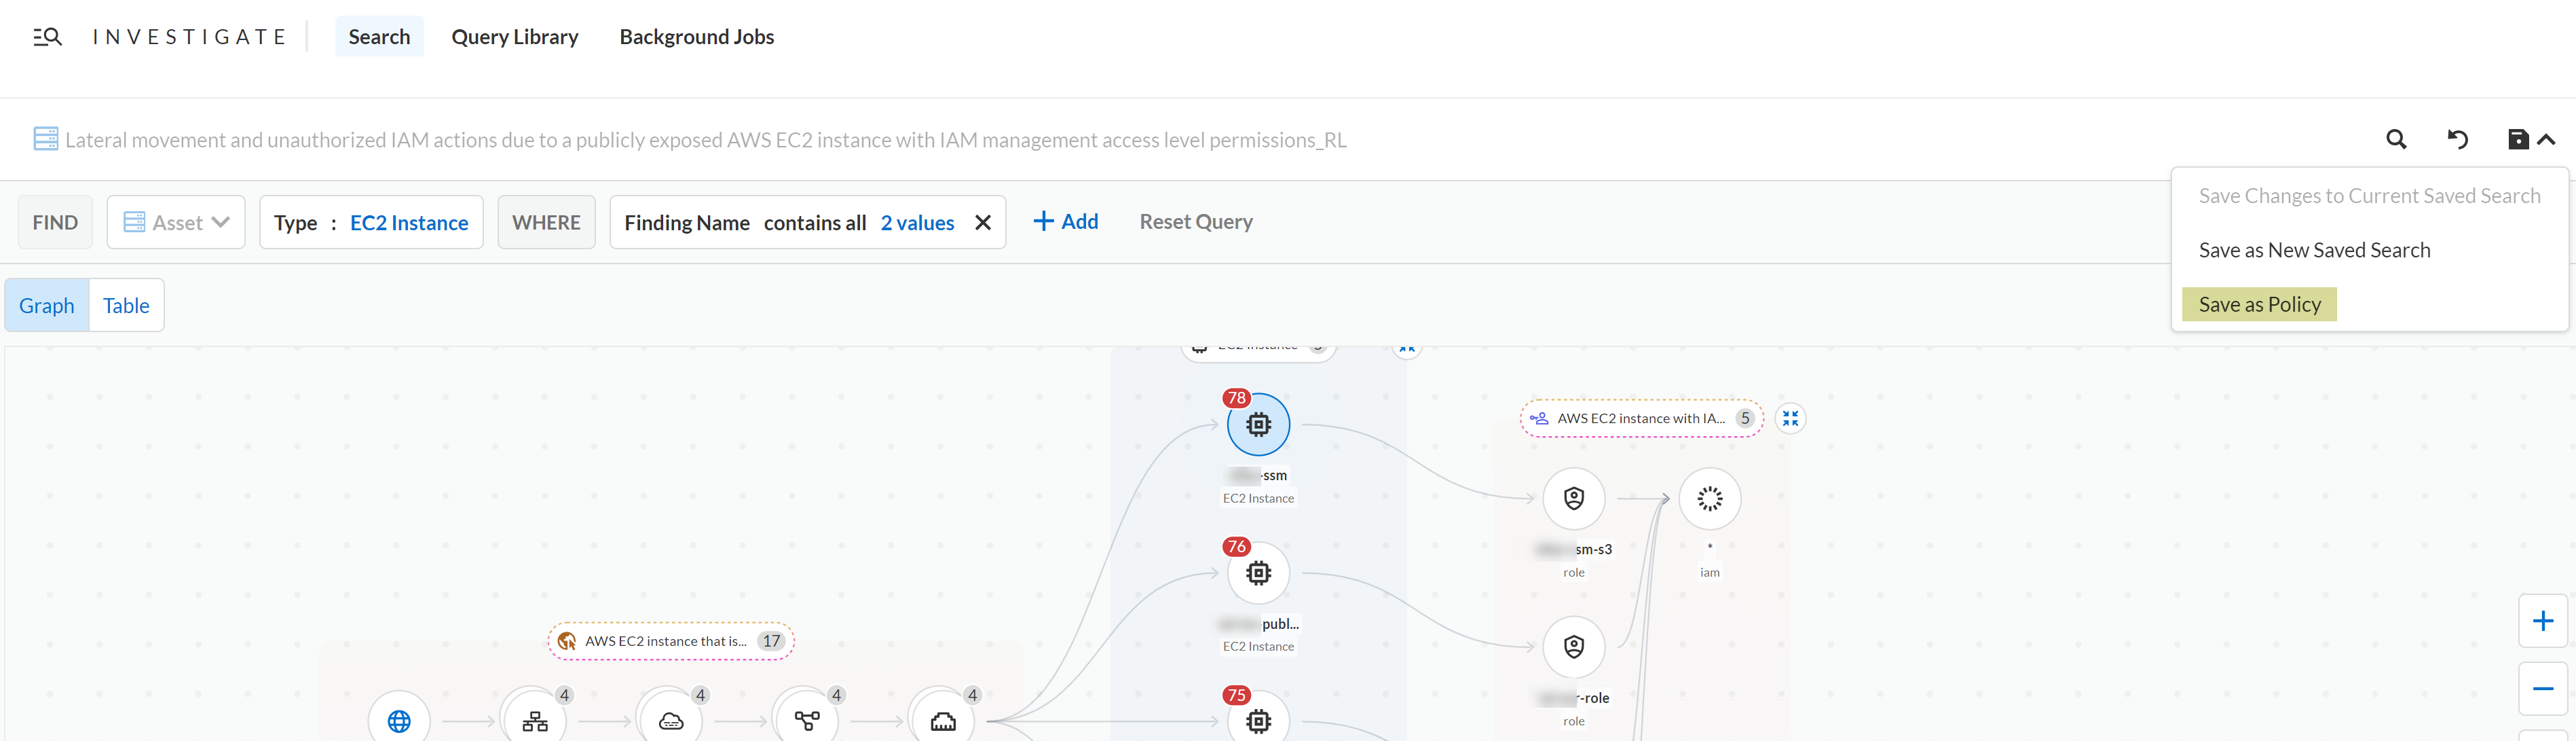 INVESTIGATE
Search
Query Library
Background Jobs
Lateral movement and unauthorized IAM actions due to a publicly exposed AWS EC2 instance with IAM management access level permissions_RL
Save Changes to Current Saved Search
Save as New Saved Search
Save as Policy
FIND
Asset
Type : EC2 Instance
WHERE
Finding Name contains all 2 values
Add
Reset Query
Graph
Table
EC2 Instance
78
-ssm
EC2 Instance
AWS EC2 instance with IA... 5
sm-s3
role
*
iam
76
publ...
EC2 Instance
AWS EC2 instance that is... 17
r-role
role
4
4
4
4
75